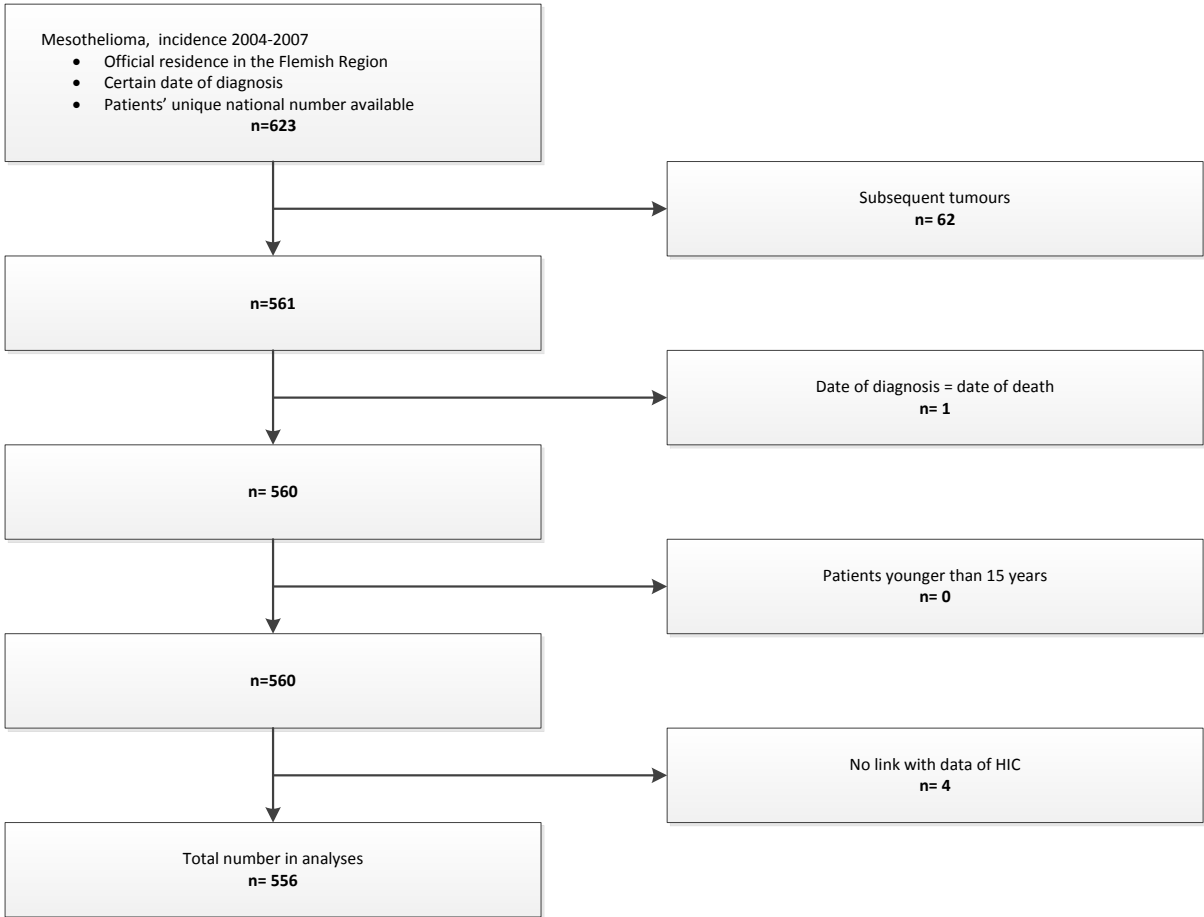 Mesothelioma, incidence 2004-2007
• Official residence in the Flemish Region
• Certain date of diagnosis
• Patients' unique national number available
n=623
Subsequent tumours
n= 62
n=561
Date of diagnosis = date of death
n= 1
n= 560
Patients younger than 15 years
n= 0
n=560
No link with data of HIC
n= 4
Total number in analyses
n= 556